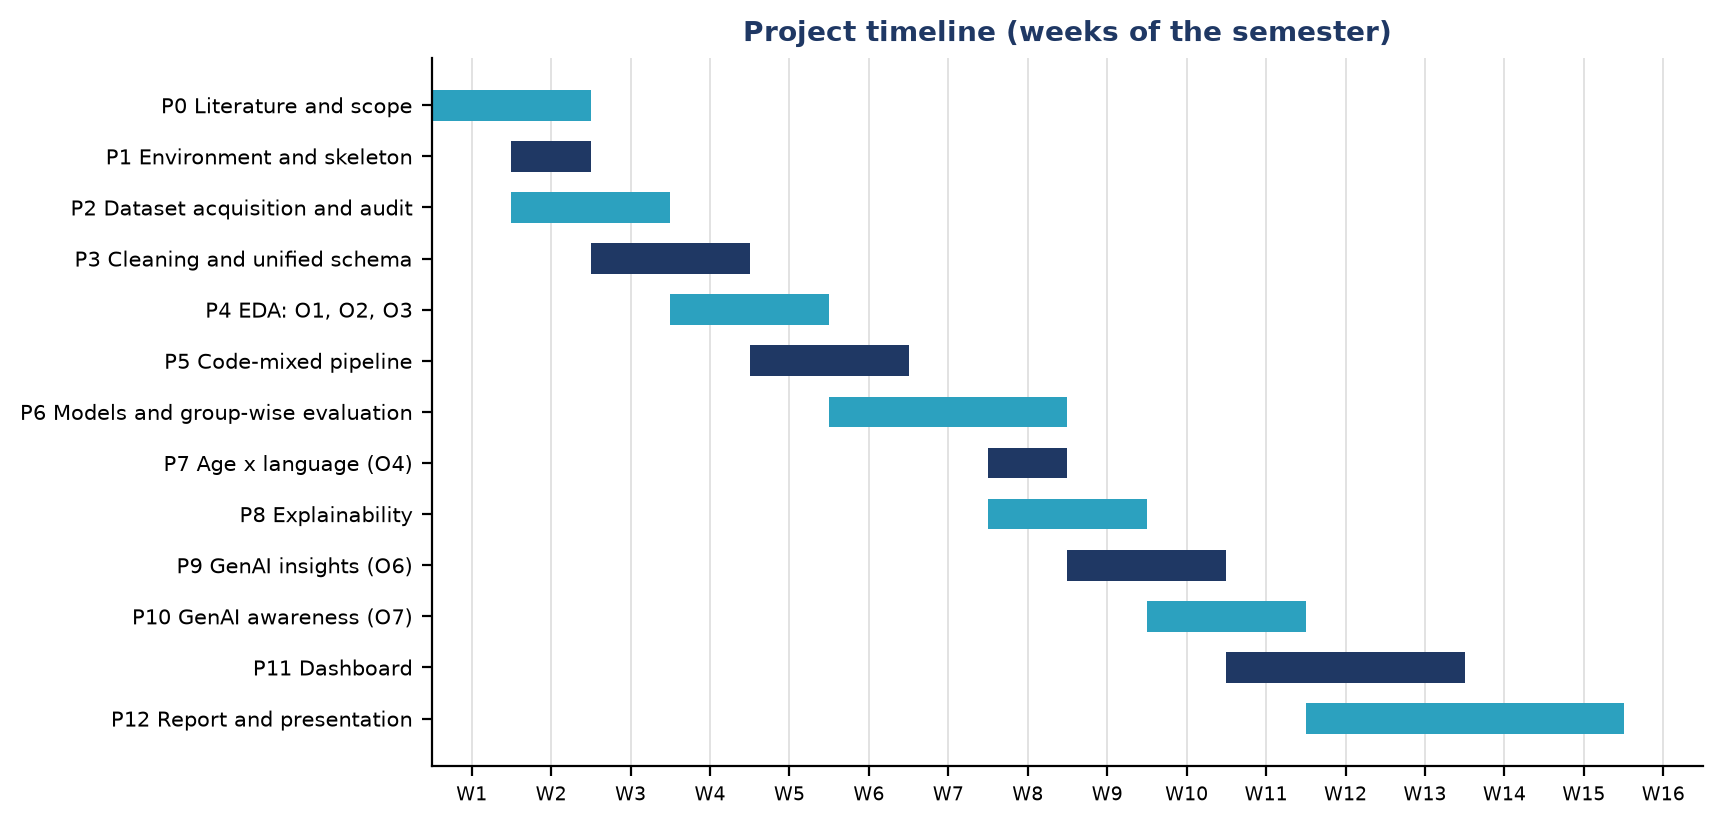 Project timeline (weeks of the semester)
P0 Literature and scope
P1 Environment and skeleton
P2 Dataset acquisition and audit
P3 Cleaning and unified schema
P4 EDA: O1, O2, O3
P5 Code-mixed pipeline
P6 Models and group-wise evaluation
P7 Age x language (O4)
P8 Explainability
P9 GenAI insights (O6)
P10 GenAI awareness (O7)
P11 Dashboard
P12 Report and presentation
W1 W2 W3 W4 W5 W6 W7 W8 W9 W10 W11 W12 W13 W14 W15 W16